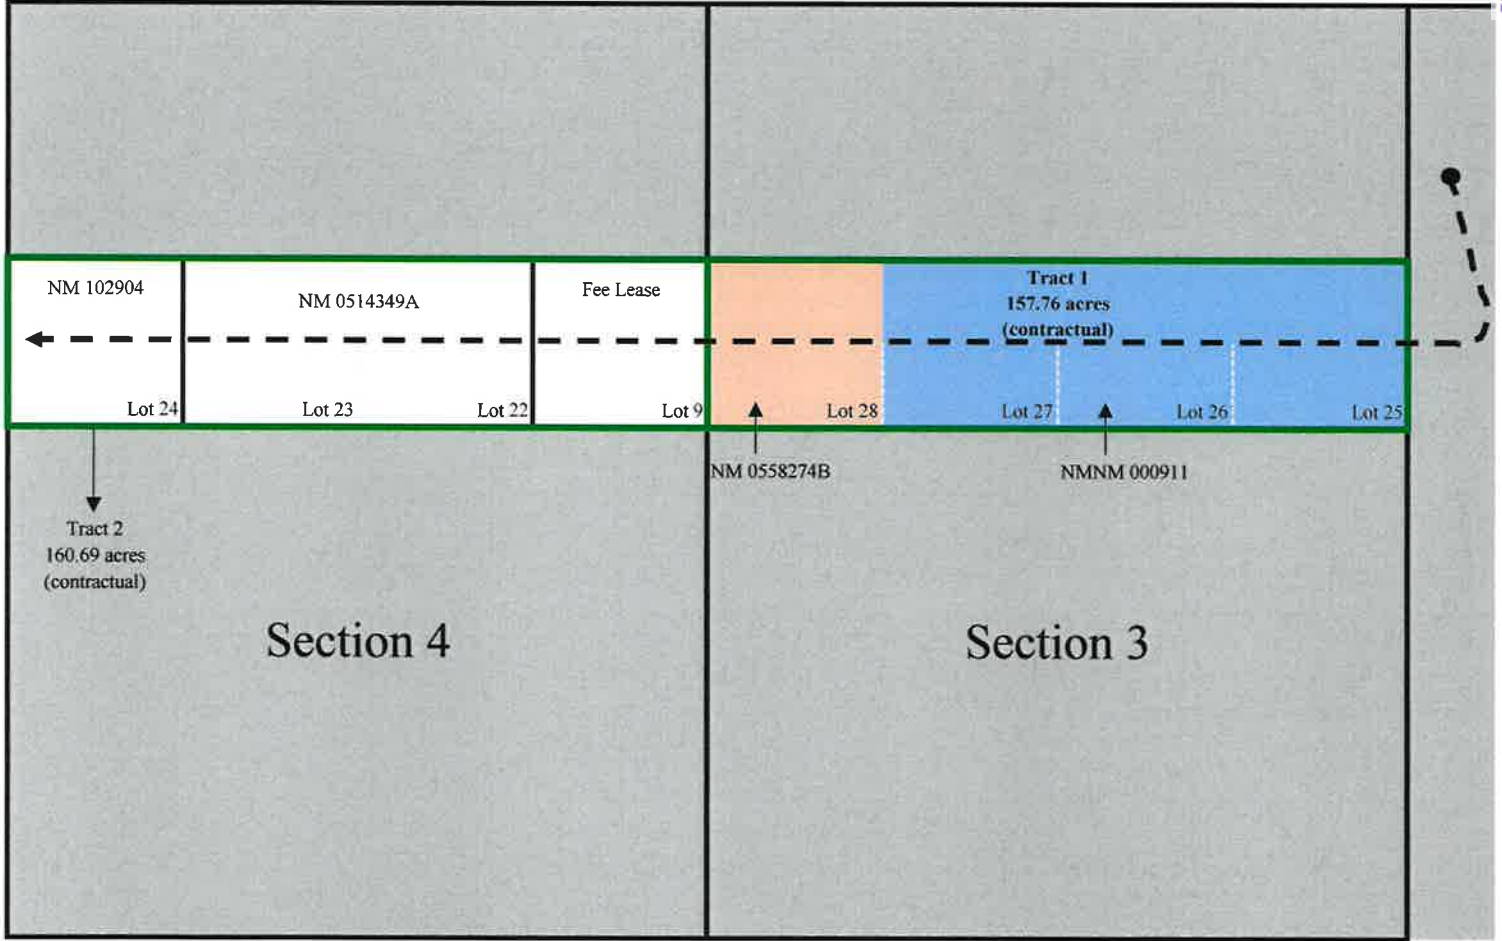 NM 102904
NM 0514349A
Fee Lease
Tract 1
157.76 acres
(contractual)
Lot 24
Lot 23
Lot 22
Lot 9
Lot 28
Lot 27
Lot 26
Lot 25
NM 0558274B
NMNM 000911
Tract 2
160.69 acres
(contractual)
Section 4
Section 3